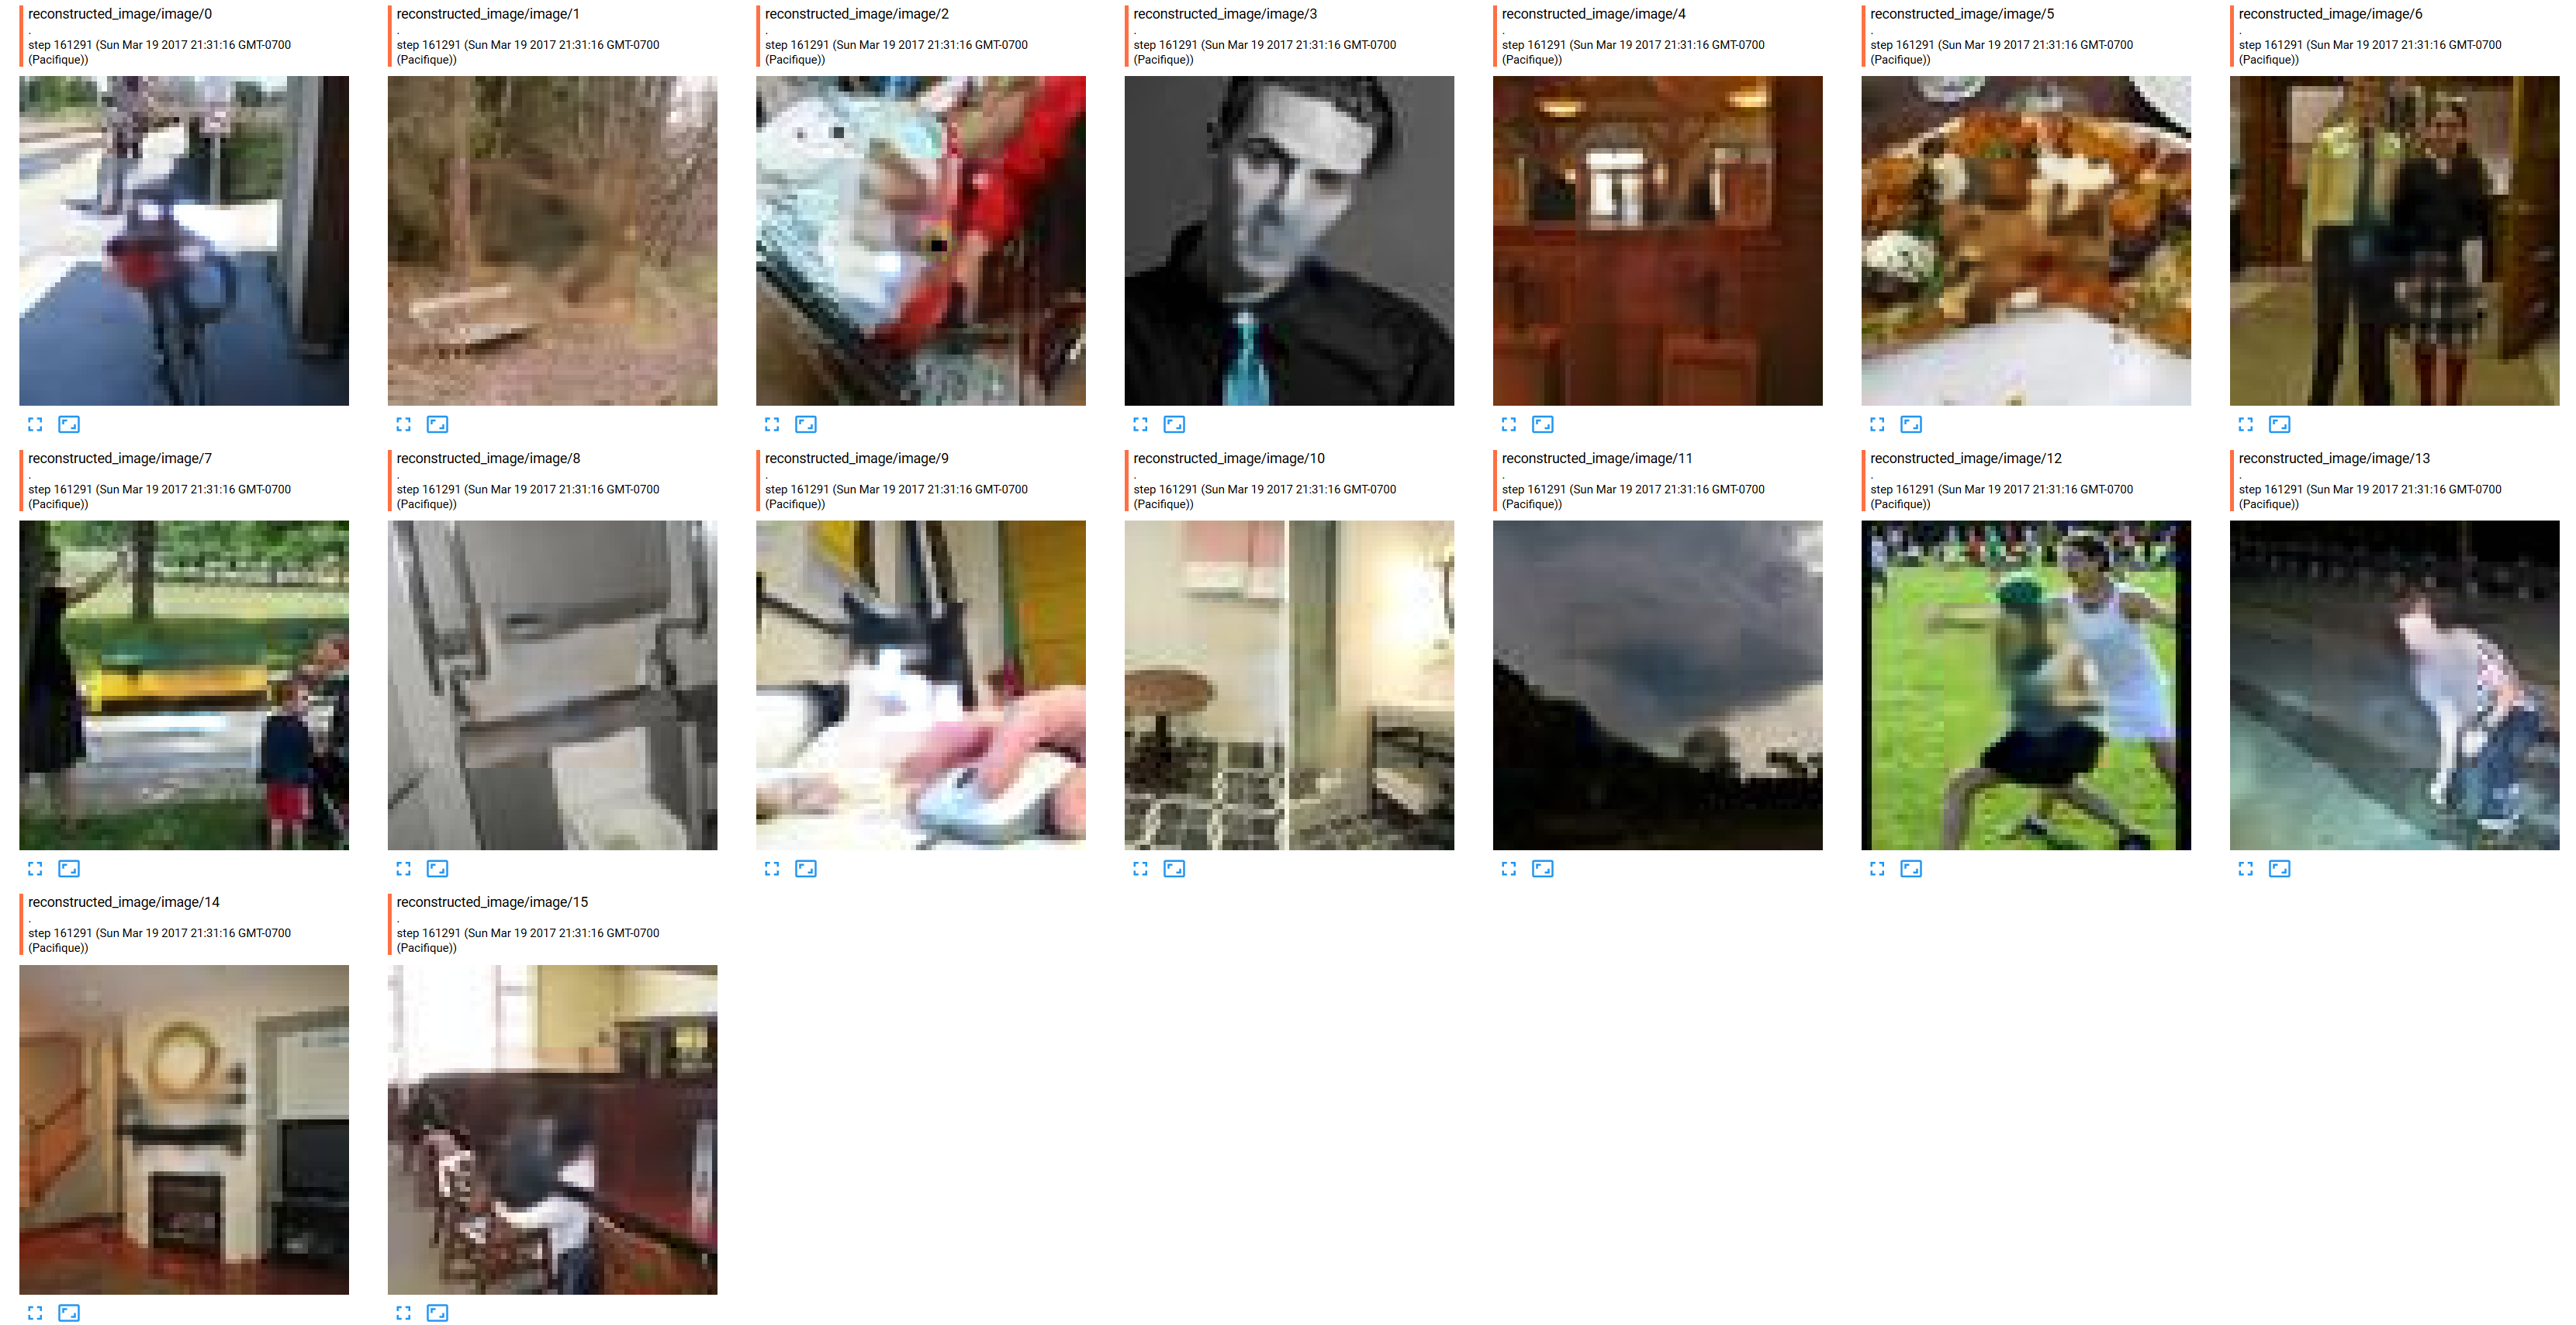 reconstructed_image/image/0
.
step 161291 (Sun Mar 19 2017 21:31:16 GMT-0700
(Pacifique))
reconstructed_image/image/1
.
step 161291 (Sun Mar 19 2017 21:31:16 GMT-0700
(Pacifique))
reconstructed_image/image/2
.
step 161291 (Sun Mar 19 2017 21:31:16 GMT-0700
(Pacifique))
reconstructed_image/image/3
.
step 161291 (Sun Mar 19 2017 21:31:16 GMT-0700
(Pacifique))
reconstructed_image/image/4
.
step 161291 (Sun Mar 19 2017 21:31:16 GMT-0700
(Pacifique))
reconstructed_image/image/5
.
step 161291 (Sun Mar 19 2017 21:31:16 GMT-0700
(Pacifique))
reconstructed_image/image/6
.
step 161291 (Sun Mar 19 2017 21:31:16 GMT-0700
(Pacifique))
reconstructed_image/image/7
.
step 161291 (Sun Mar 19 2017 21:31:16 GMT-0700
(Pacifique))
reconstructed_image/image/8
.
step 161291 (Sun Mar 19 2017 21:31:16 GMT-0700
(Pacifique))
reconstructed_image/image/9
.
step 161291 (Sun Mar 19 2017 21:31:16 GMT-0700
(Pacifique))
reconstructed_image/image/10
.
step 161291 (Sun Mar 19 2017 21:31:16 GMT-0700
(Pacifique))
reconstructed_image/image/11
.
step 161291 (Sun Mar 19 2017 21:31:16 GMT-0700
(Pacifique))
reconstructed_image/image/12
.
step 161291 (Sun Mar 19 2017 21:31:16 GMT-0700
(Pacifique))
reconstructed_image/image/13
.
step 161291 (Sun Mar 19 2017 21:31:16 GMT-0700
(Pacifique))
reconstructed_image/image/14
.
step 161291 (Sun Mar 19 2017 21:31:16 GMT-0700
(Pacifique))
reconstructed_image/image/15
.
step 161291 (Sun Mar 19 2017 21:31:16 GMT-0700
(Pacifique))